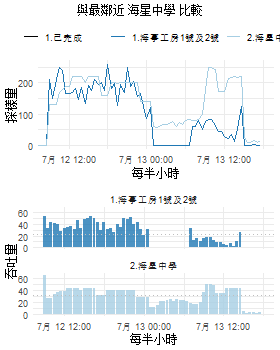 與最鄰近 海星中學 比較
1.已完成
1.海事工房1號及2號
2.海星中
採樣里
200
100
0
7月 12 12:00
7月 13 00:00
7月 13 12:00
每半小時
1.海事工房1號及2號
60
40
20
0
吞吐里
2.海星中學
60
40
20
0
7月 12 12:00
7月 13 00:00
7月 13 12:00
每半小時